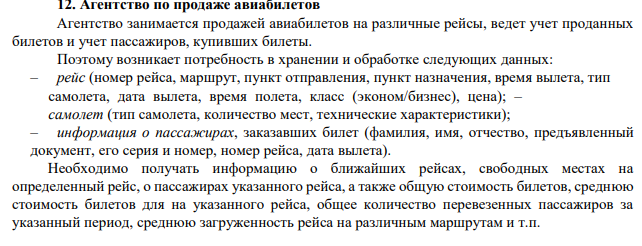 12. Агентство по продаже авиабилетов
Агентство занимается продажей авиабилетов на различные рейсы, ведет учет проданных
билетов и учет пассажиров, купивших билеты.
Поэтому возникает потребность в хранении и обработке следующих данных:
– рейс (номер рейса, маршрут, пункт отправления, пункт назначения, время вылета, тип
самолета, дата вылета, время полета, класс (эконом/бизнес), цена); –
самолет (тип самолета, количество мест, технические характеристики);
– информация о пассажирах, заказавших билет (фамилия, имя, отчество, предъявленный
документ, его серия и номер, номер рейса, дата вылета).
Необходимо получать информацию о ближайших рейсах, свободных местах на
определенный рейс, о пассажирах указанного рейса, а также общую стоимость билетов, среднюю
стоимость билетов для на указанного рейса, общее количество перевезенных пассажиров за
указанный период, среднюю загруженность рейса на различным маршрутам и т.п.